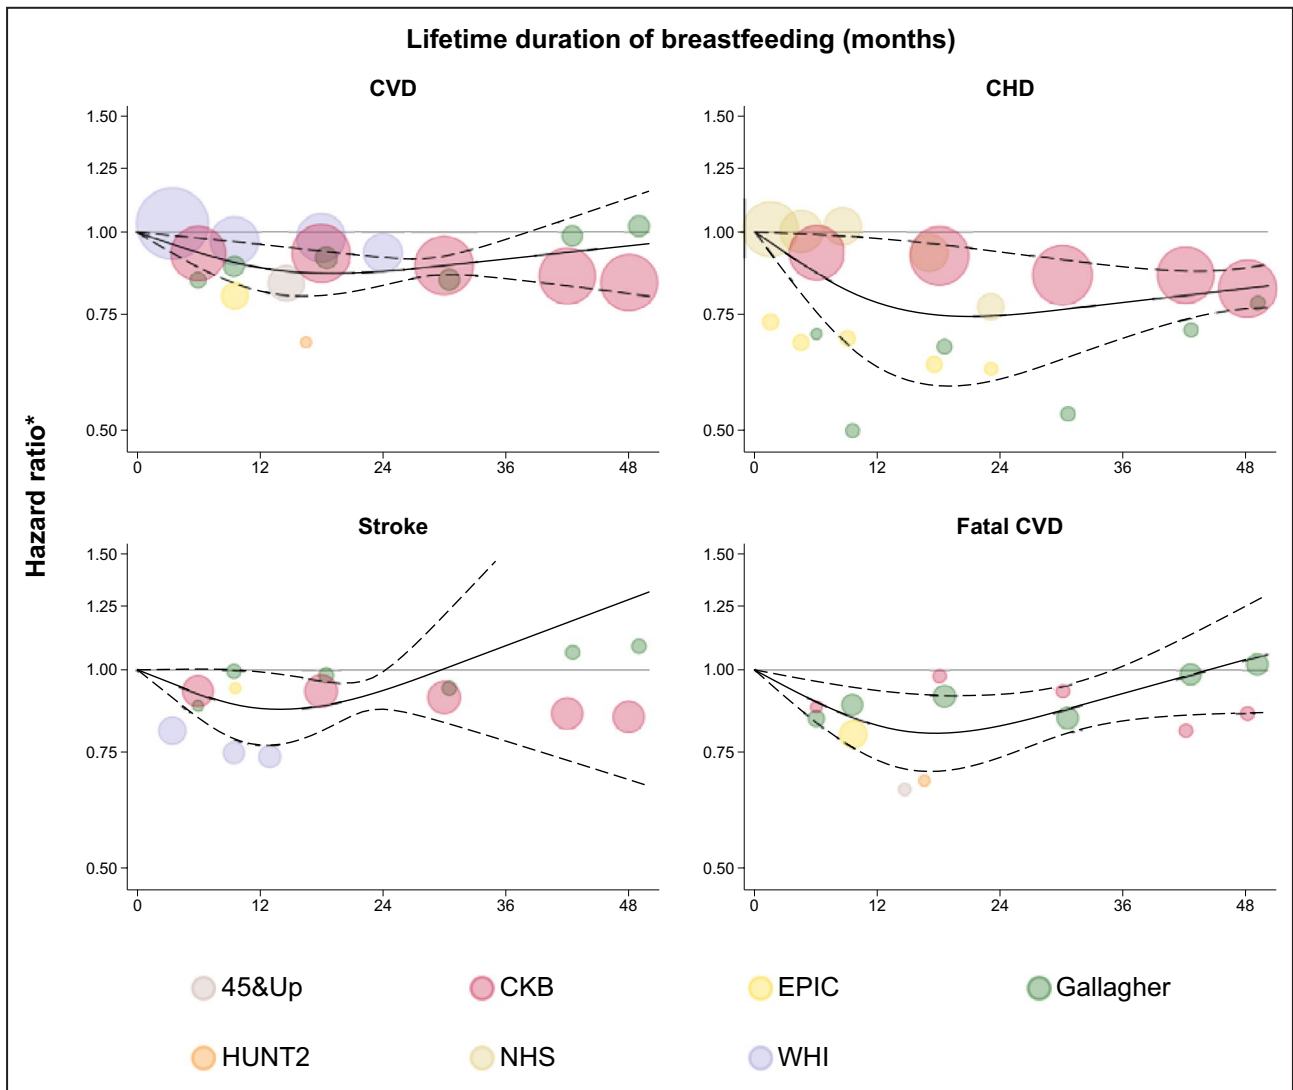 Lifetime duration of breastfeeding (months)
CVD
CHD
1.50
1.25
1.00
0.75
0.50
0 12 24 36 48
1.50
1.25
1.00
0.75
0.50
0 12 24 36 48
Hazard ratio*
Stroke
Fatal CVD
1.50
1.25
1.00
0.75
0.50
0 12 24 36 48
1.50
1.25
1.00
0.75
0.50
0 12 24 36 48
45&Up CKB EPIC Gallagher
HUNT2 NHS WHI